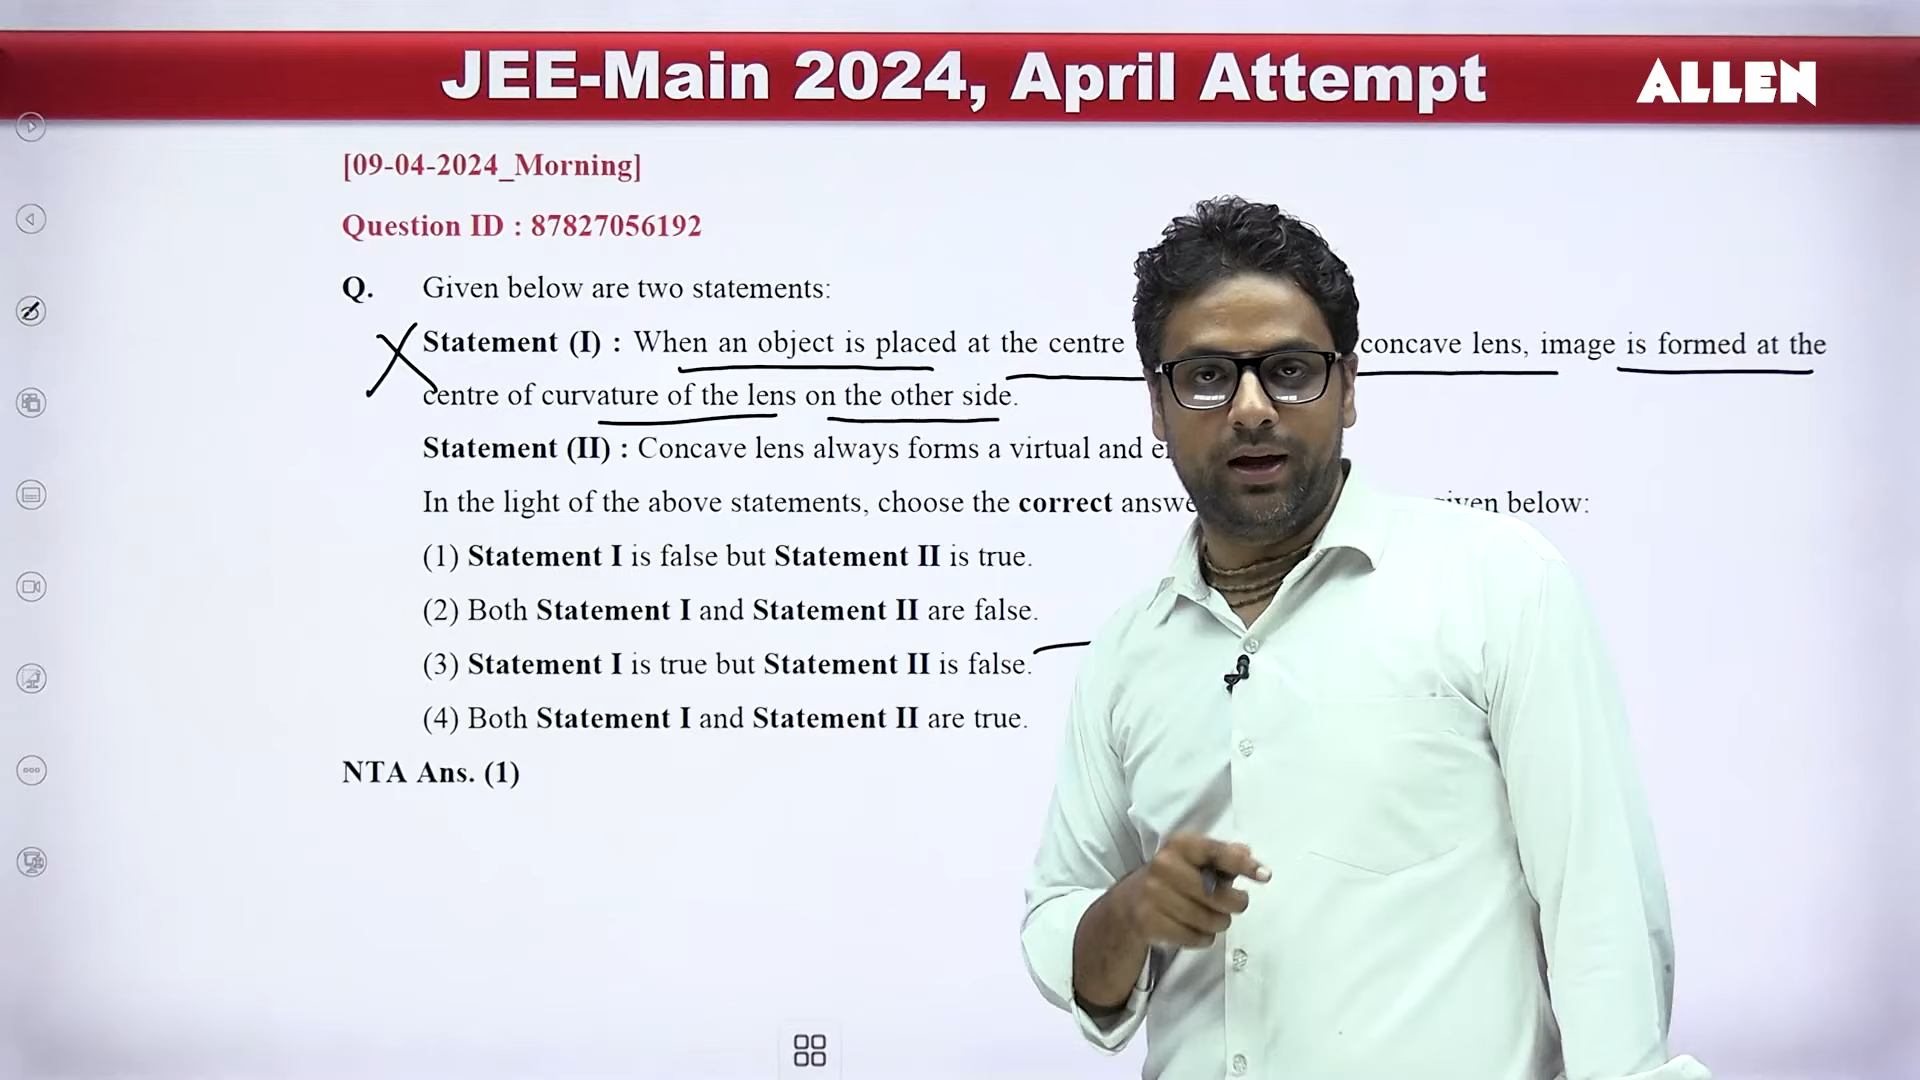 JEE-Main 2024, April Attempt
ALLEN
[09-04-2024_Morning]
Question ID : 87827056192
Q. Given below are two statements:
Statement (I) : When an object is placed at the centre concave lens, image is formed at the
centre of curvature of the lens on the other side.
Statement (II) : Concave lens always forms a virtual and
In the light of the above statements, choose the correct below:
(1) Statement I is false but Statement II is true.
(2) Both Statement I and Statement II are false.
(3) Statement I is true but Statement II is false.
(4) Both Statement I and Statement II are true.
NTA Ans. (1)